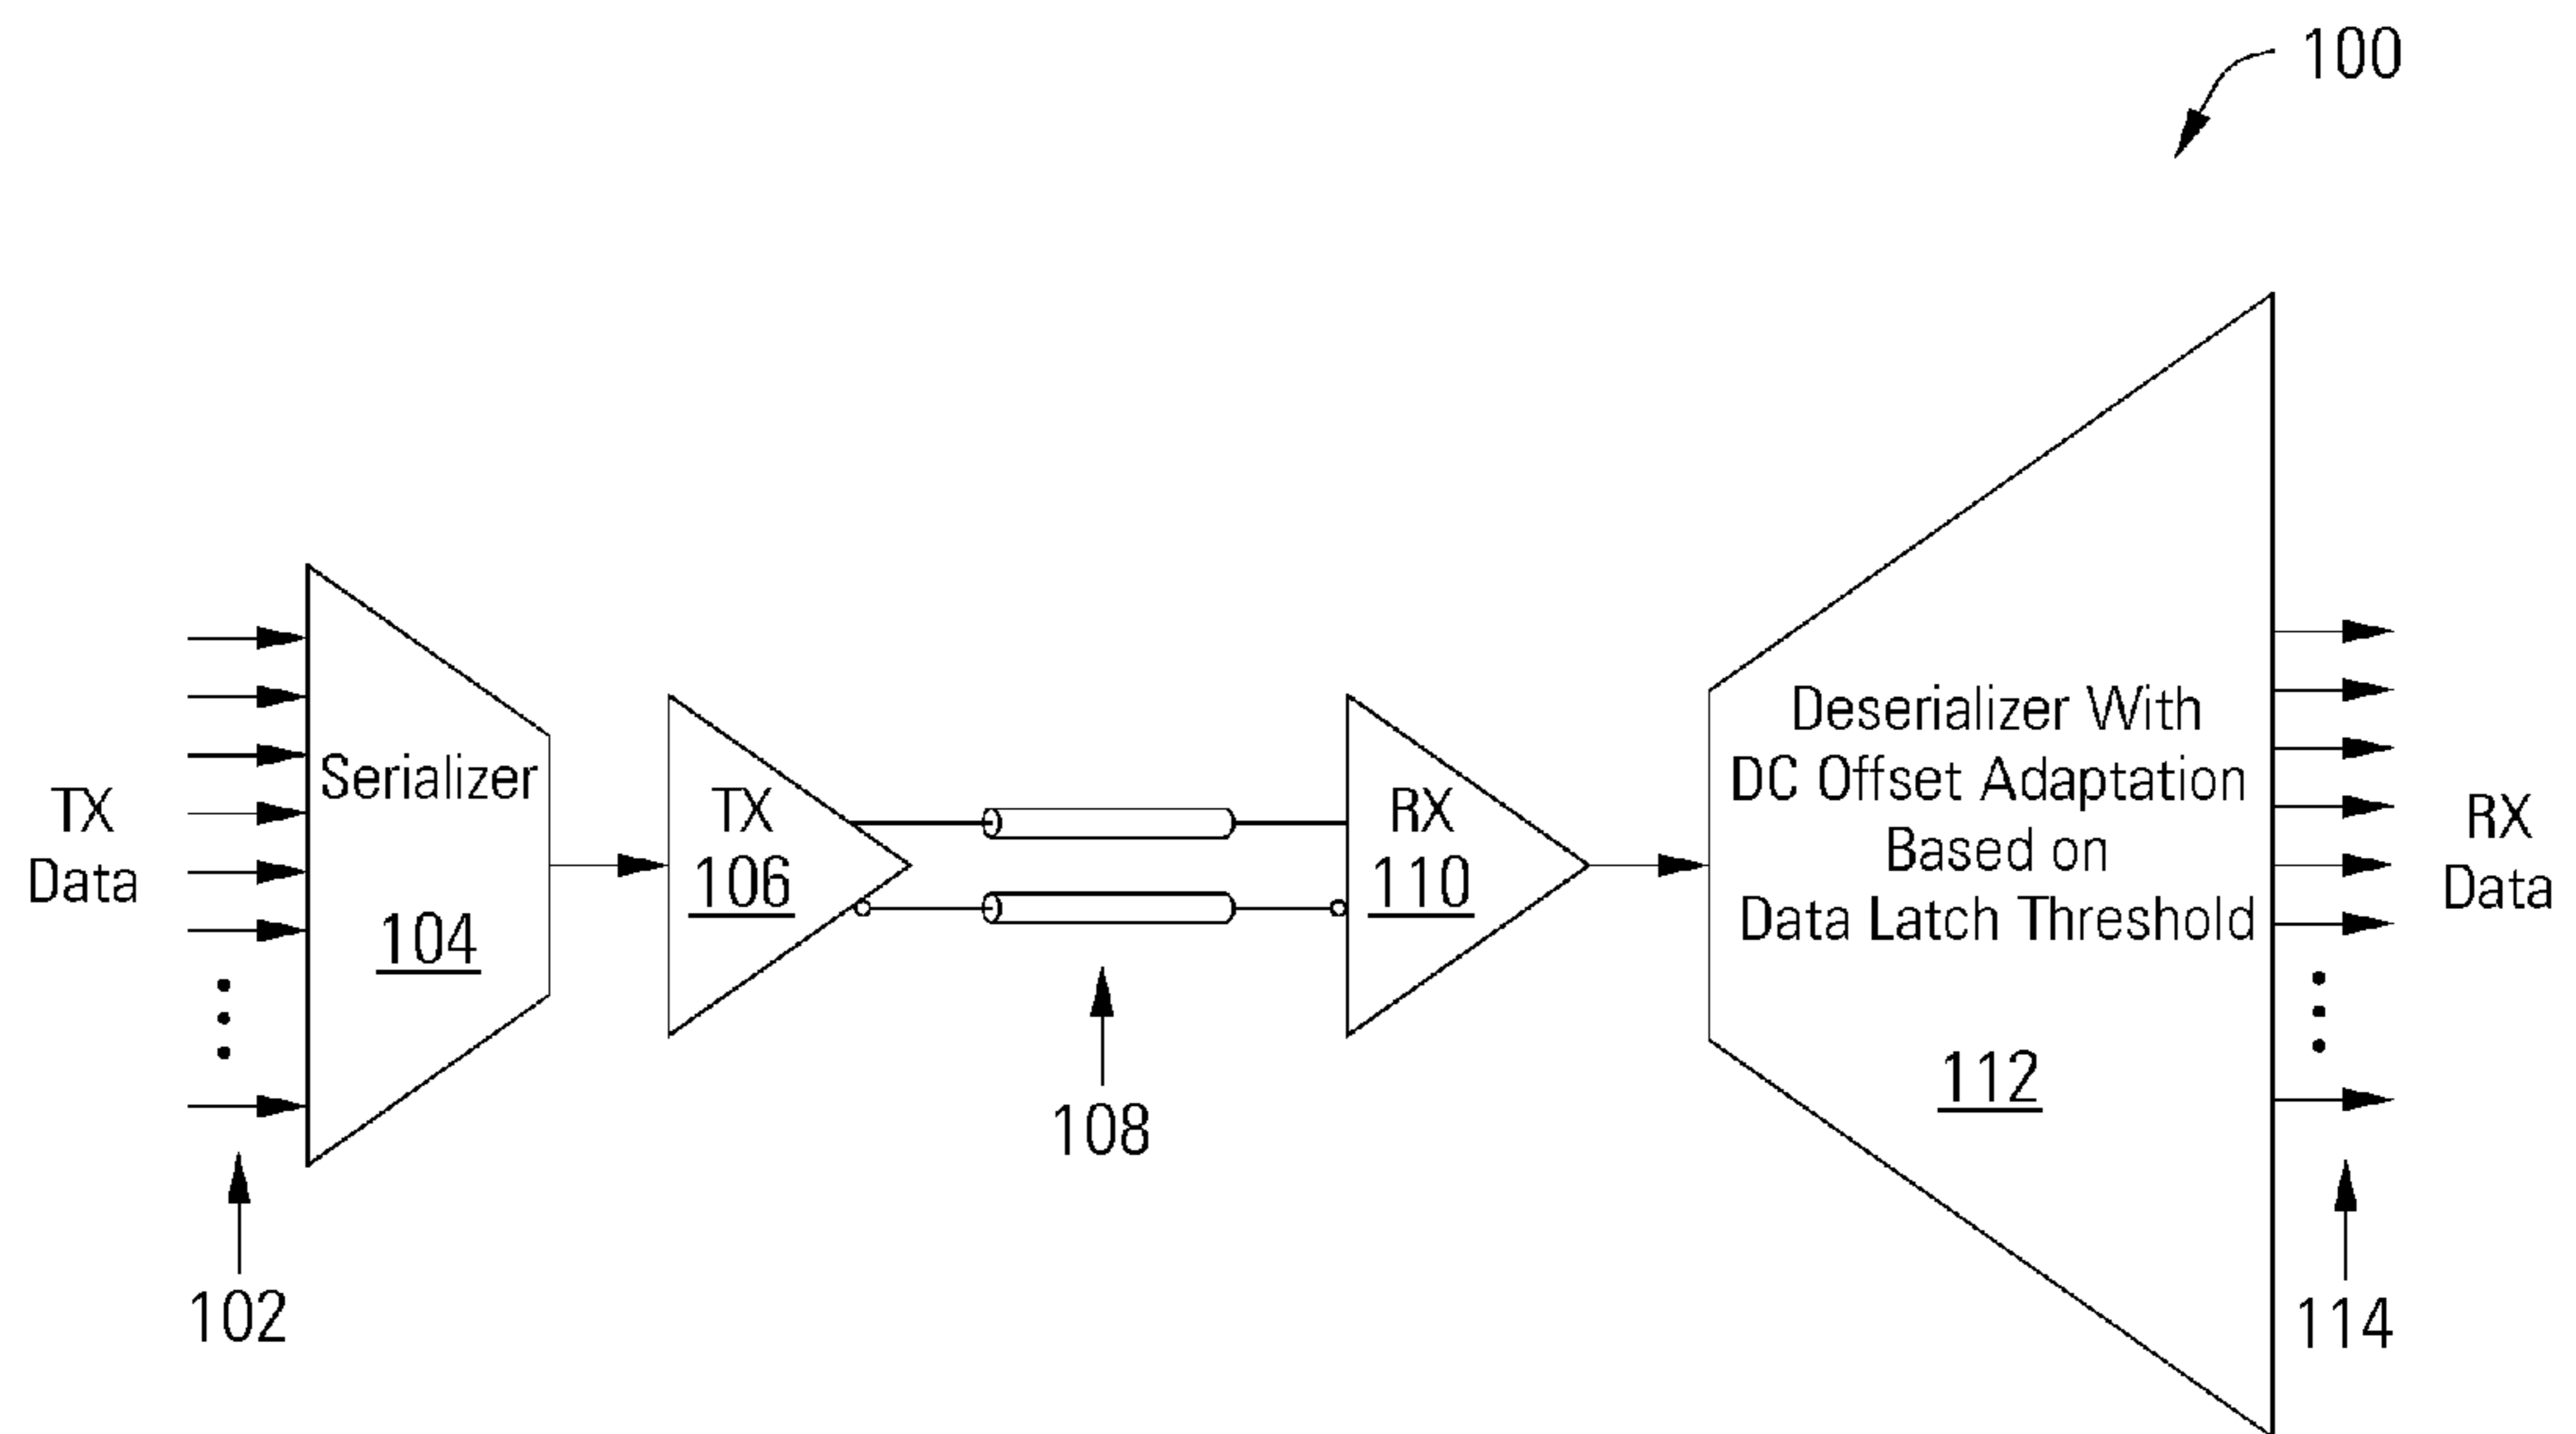 100
TX
Data
102
Serializer
104
TX
106
108
RX
110
Deserializer With
DC Offset Adaptation
Based on
Data Latch Threshold
112
RX
Data
114